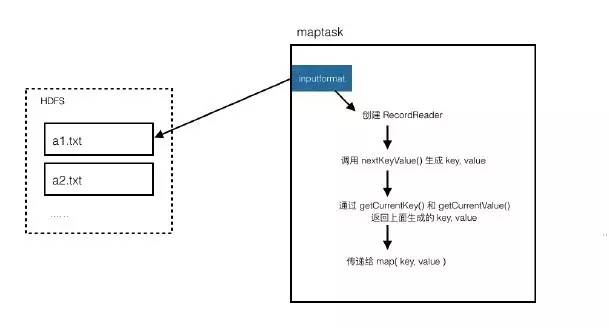 maptask
inputformat
HDFS
创建 RecordReader
a1.txt
调用 nextKeyValue() 生成 key, value
a2.txt
通过 getCurrentKey() 和 getCurrentValue()
返回上面生成的 key, value
......
传递给 map( key, value )